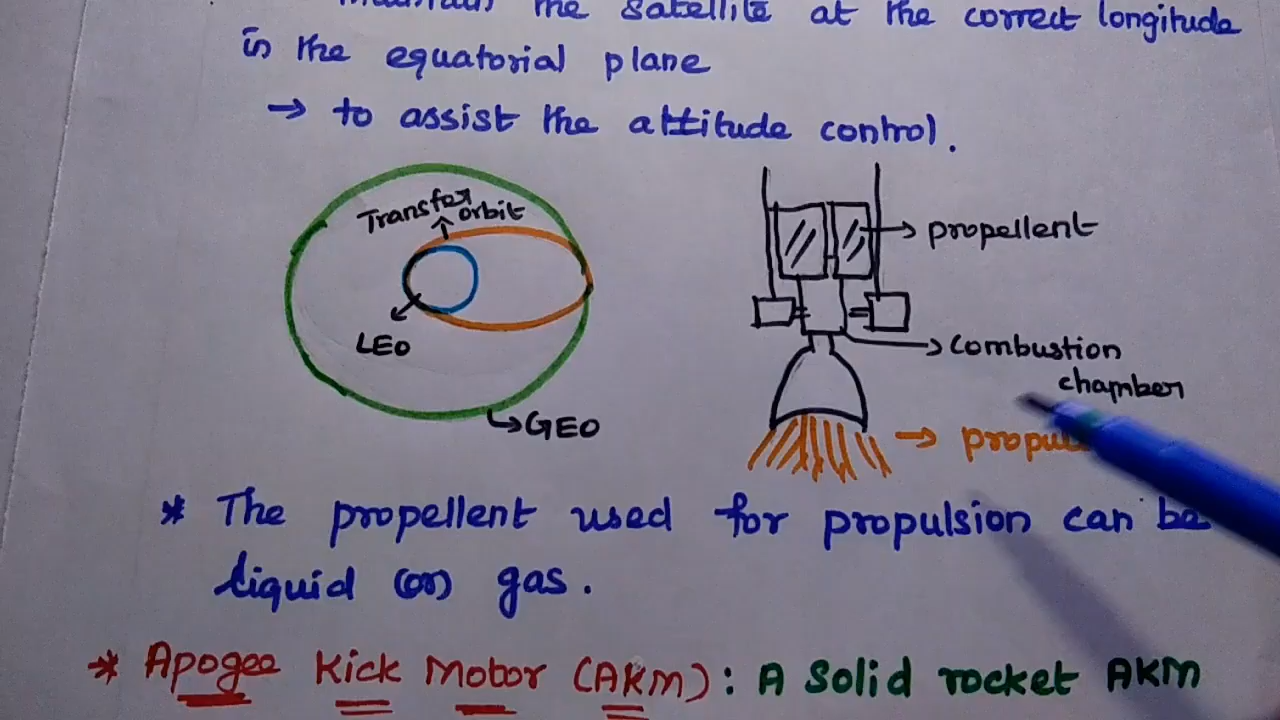 maintain the satellite at the correct longitude
in the equatorial plane
→ to assist the attitude control.
Transfer
orbit
LEO
GEO
→ propellent
→ combustion
chamber
→
* The propellent used for propulsion can be
liquid (or) gas.
* Apogee Kick Motor (AKM): A Solid rocket AKM